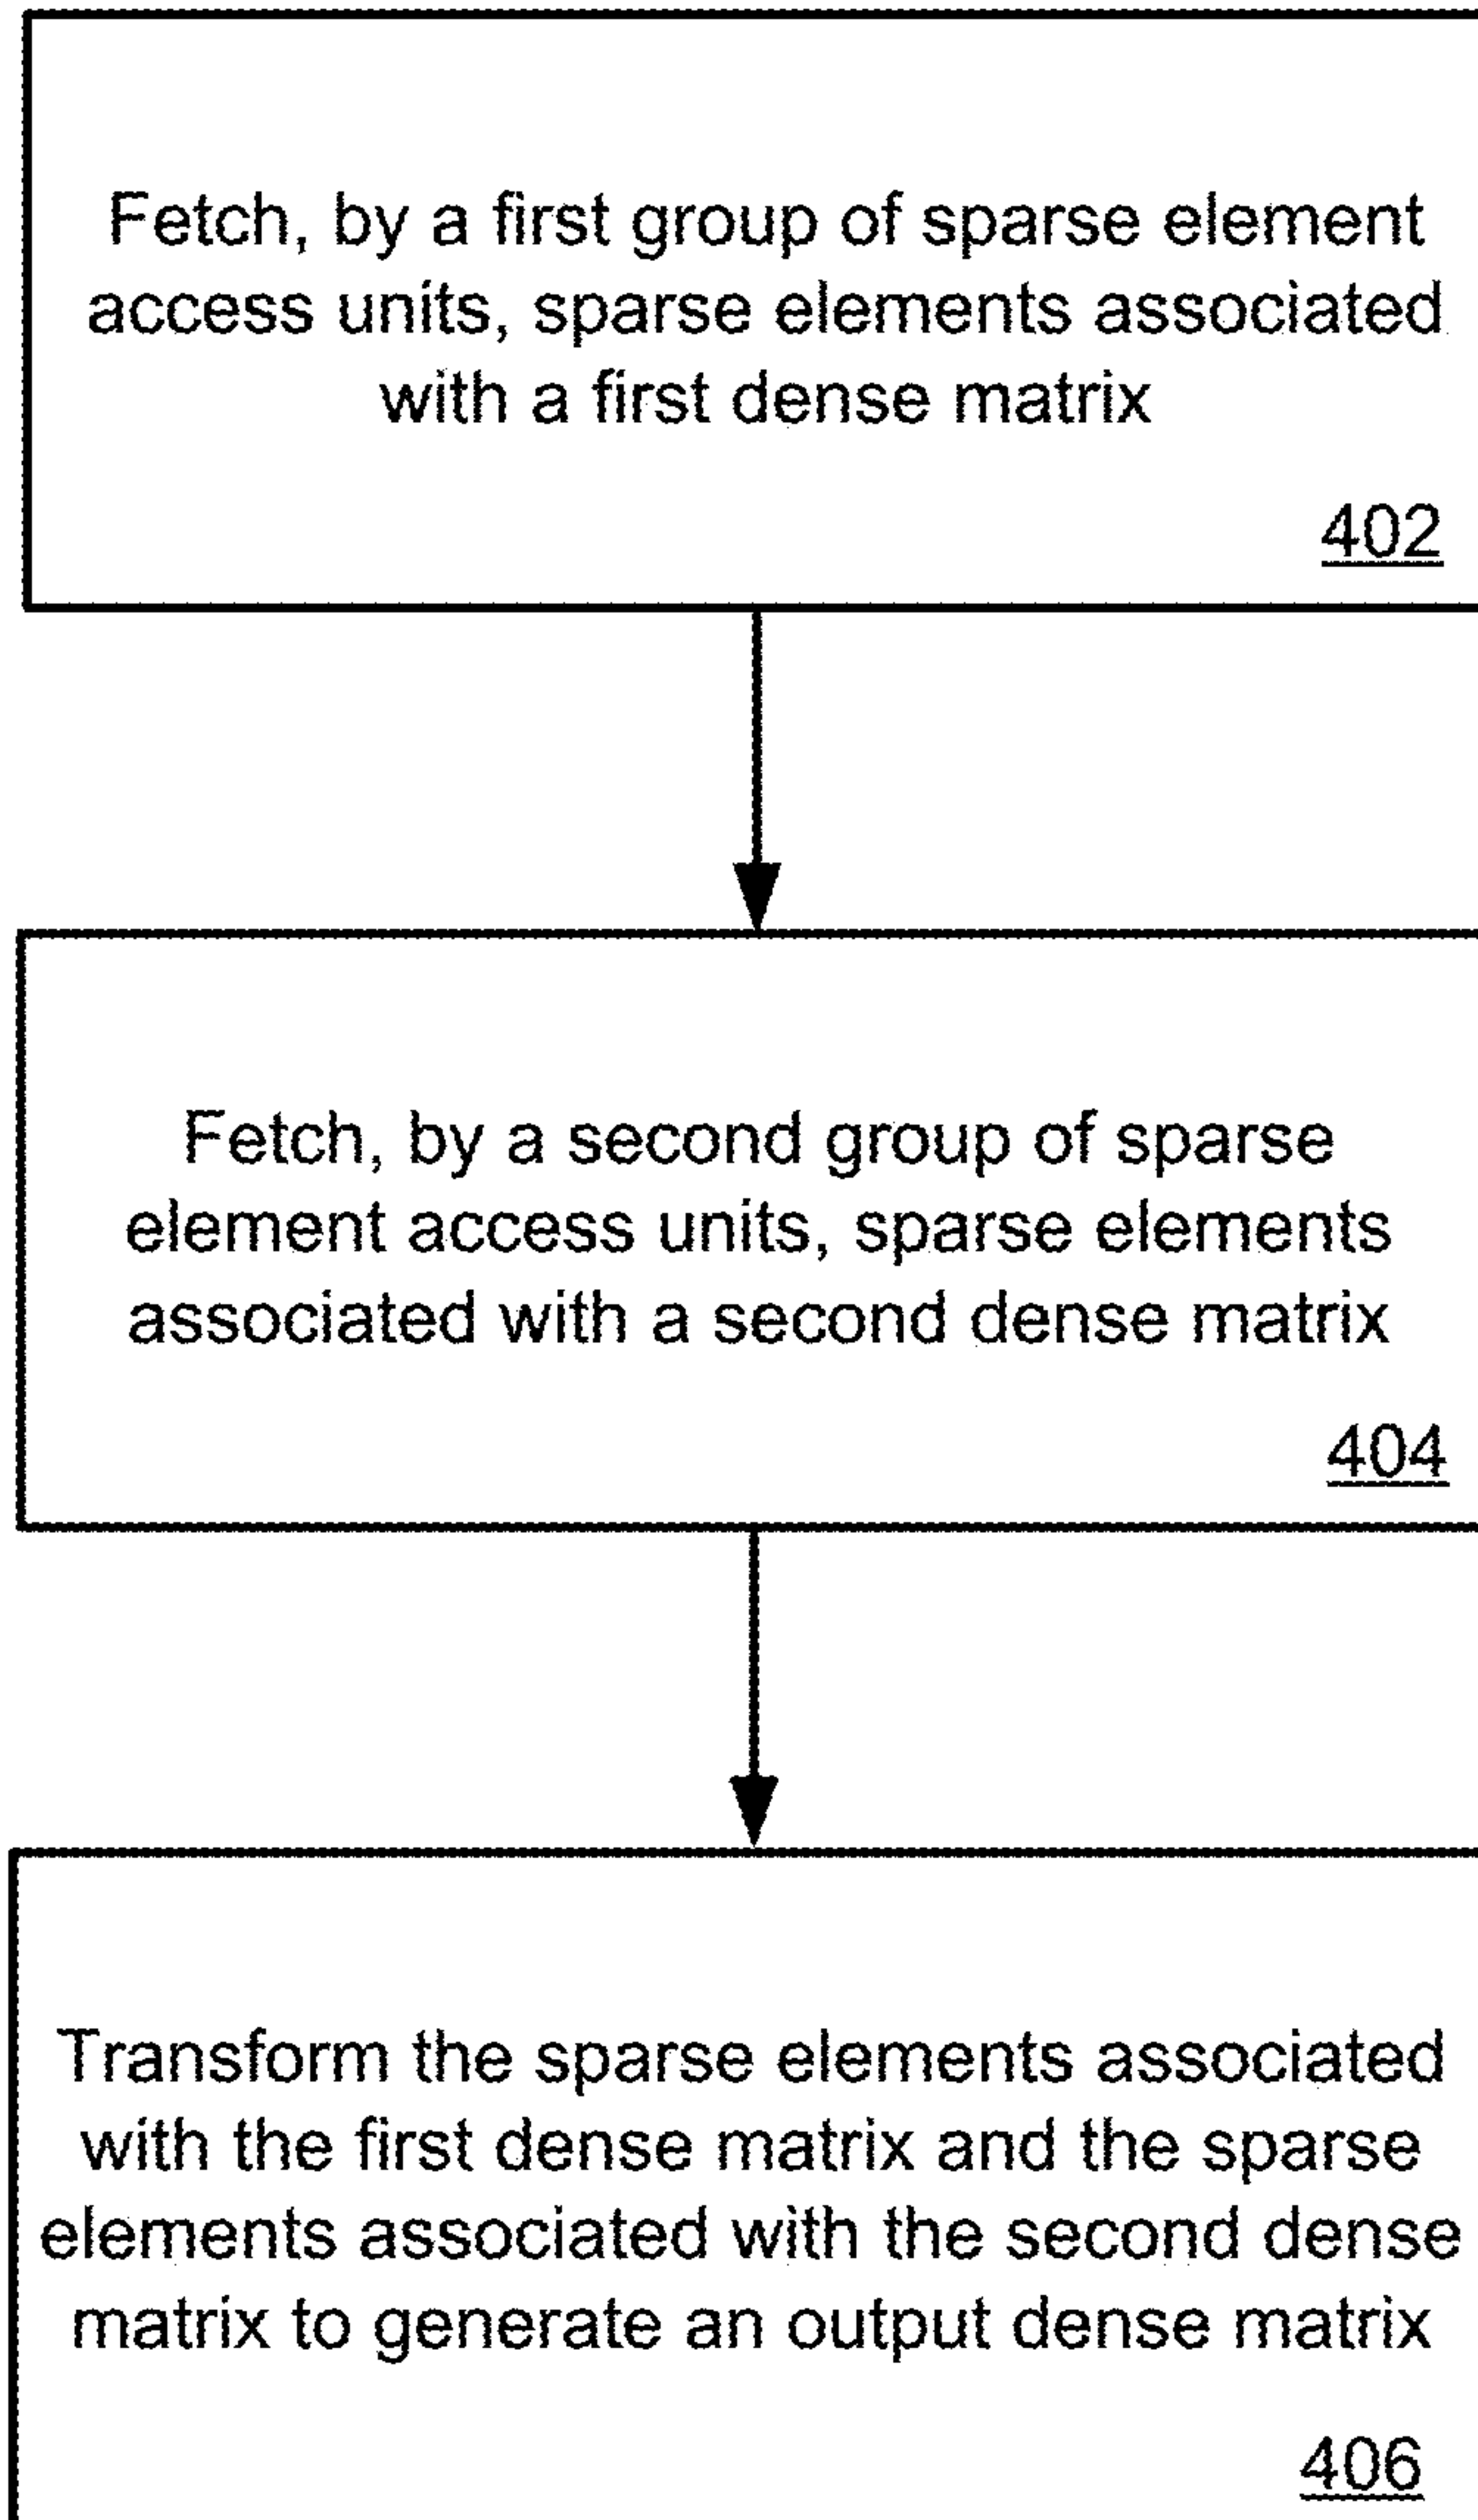 Fetch, by a first group of sparse element
access units, sparse elements associated
with a first dense matrix
402
Fetch, by a second group of sparse
element access units, sparse elements
associated with a second dense matrix
404
Transform the sparse elements associated
with the first dense matrix and the sparse
elements associated with the second dense
matrix to generate an output dense matrix
406